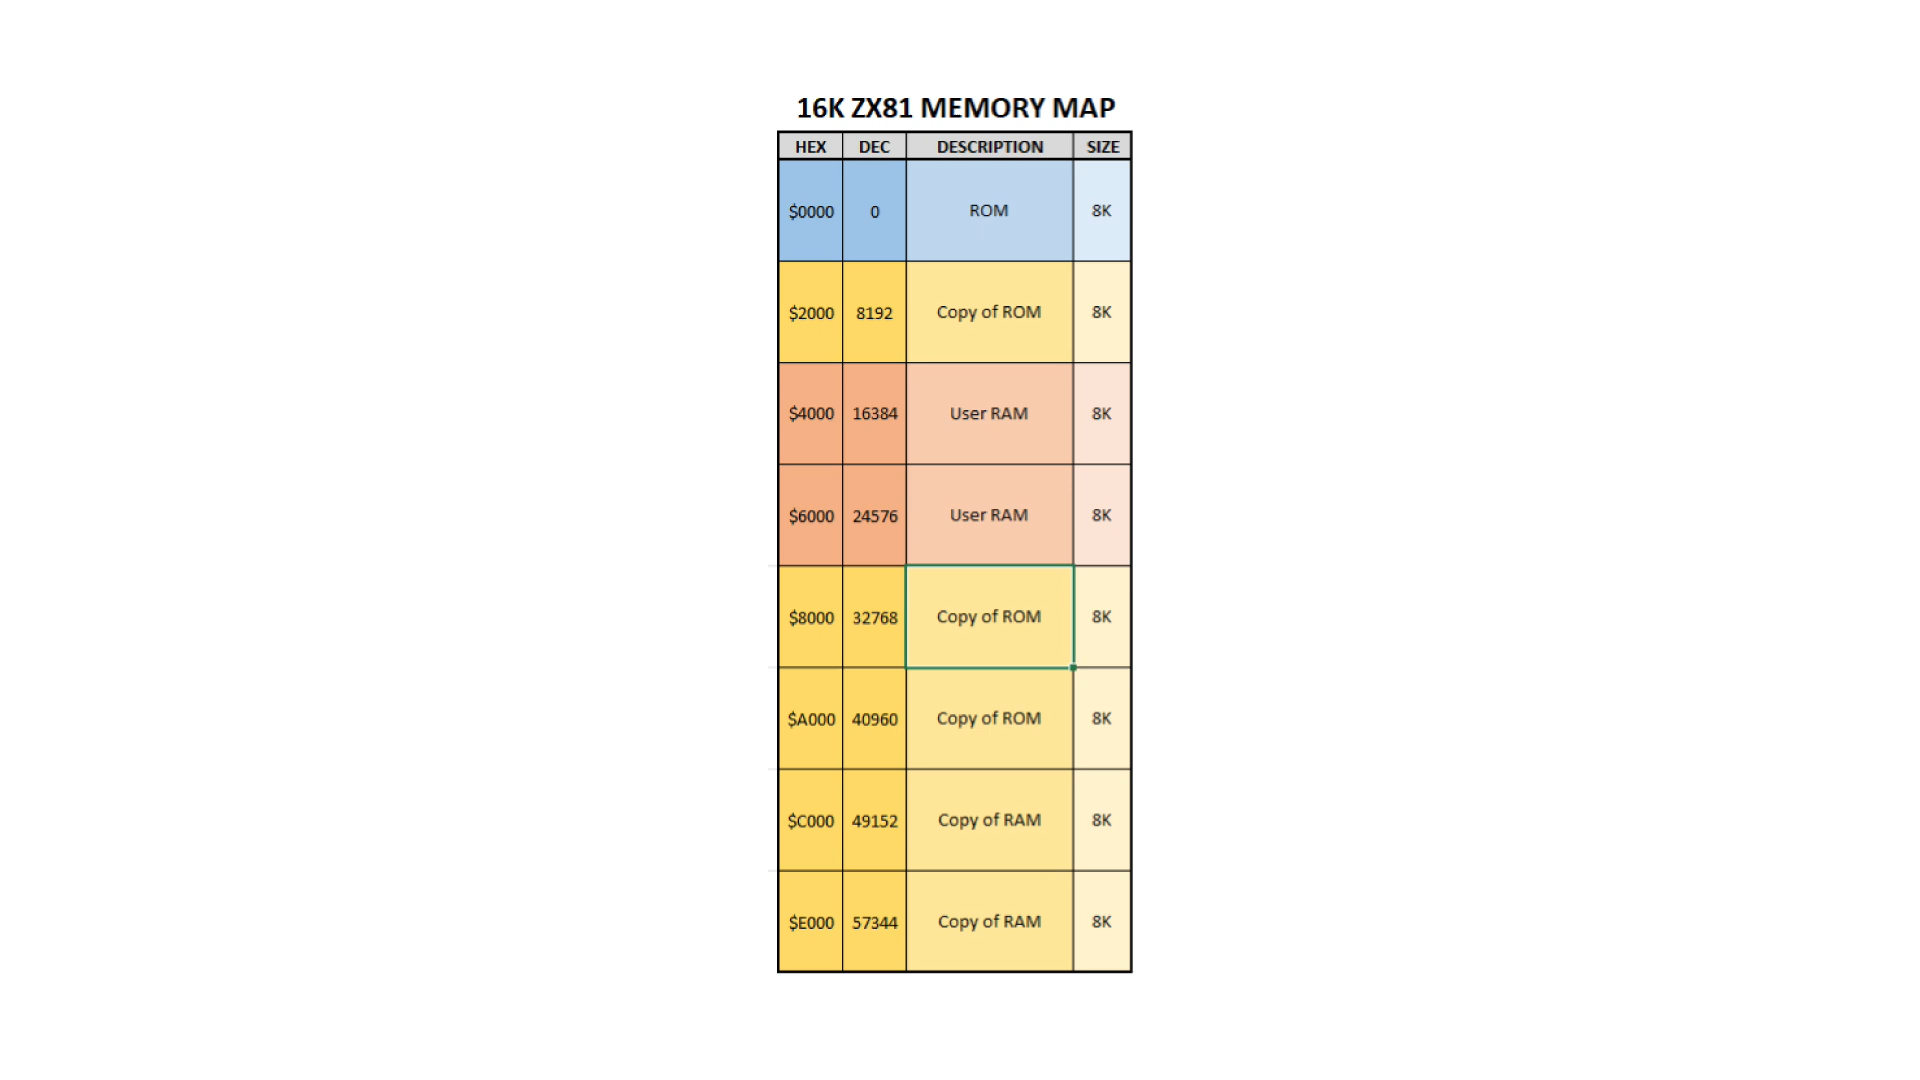 16K ZX81 MEMORY MAP
HEX DEC DESCRIPTION SIZE
$0000 0 ROM 8K
$2000 8192 Copy of ROM 8K
$4000 16384 User RAM 8K
$6000 24576 User RAM 8K
$8000 32768 Copy of ROM 8K
$A000 40960 Copy of ROM 8K
$C000 49152 Copy of RAM 8K
$E000 57344 Copy of RAM 8K